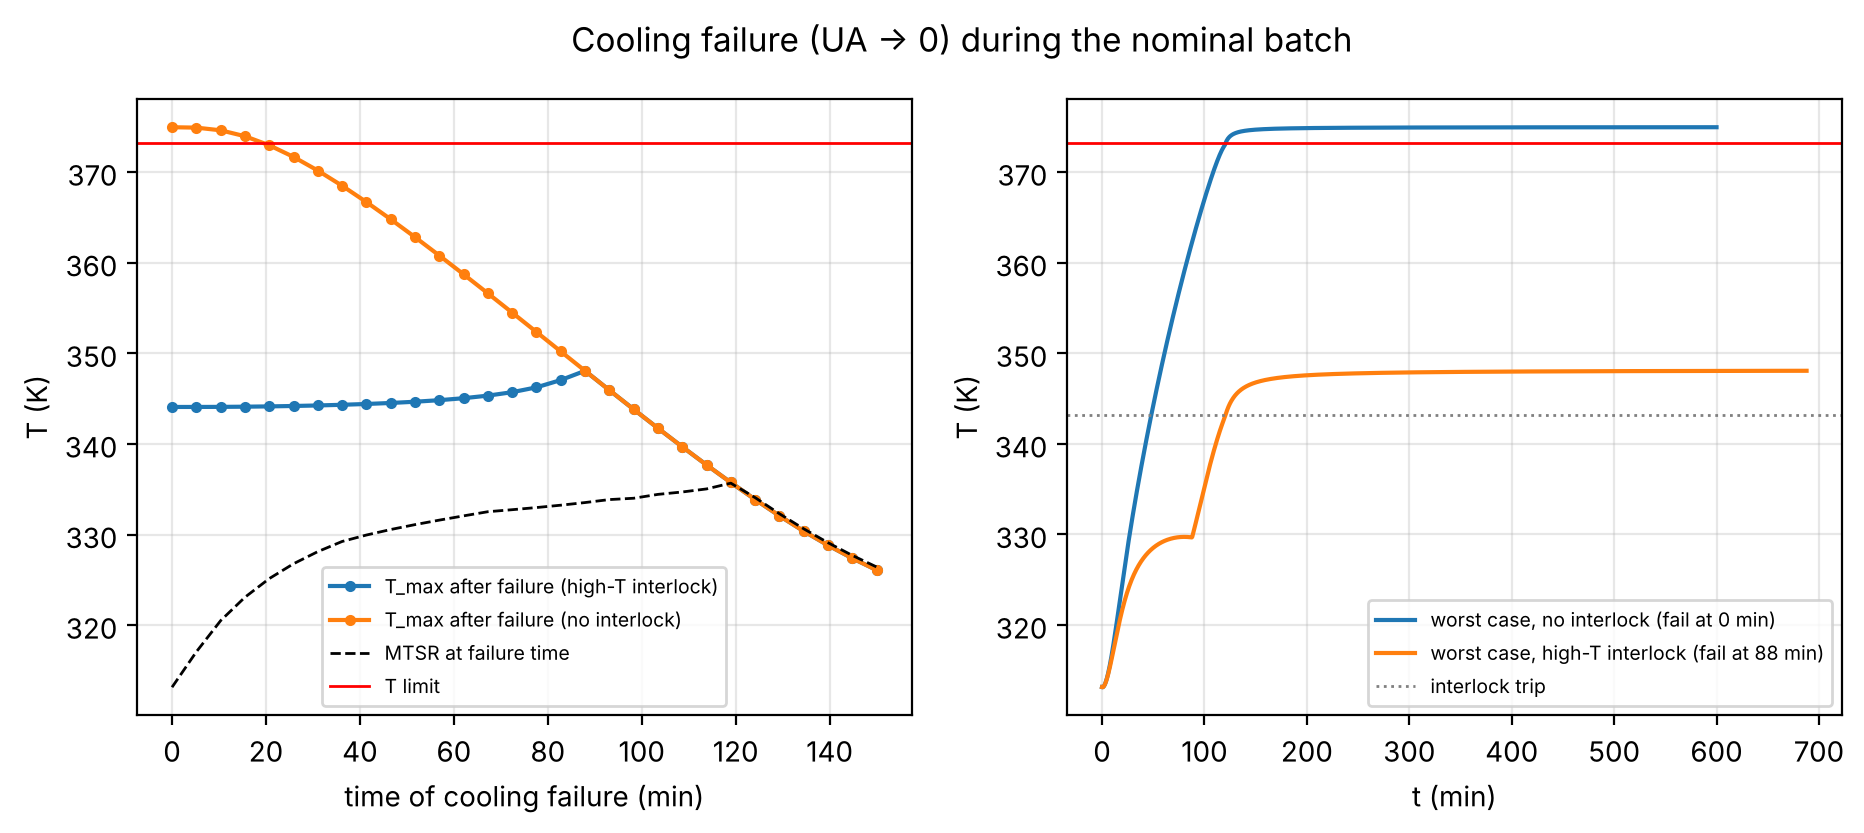 Cooling failure (UA → 0) during the nominal batch
T (K)
370
360
350
340
330
320
0 20 40 60 80 100 120 140
time of cooling failure (min)
T_max after failure (high-T interlock)
T_max after failure (no interlock)
MTSR at failure time
T limit
T (K)
370
360
350
340
330
320
0 100 200 300 400 500 600 700
t (min)
worst case, no interlock (fail at 0 min)
worst case, high-T interlock (fail at 88 min)
interlock trip